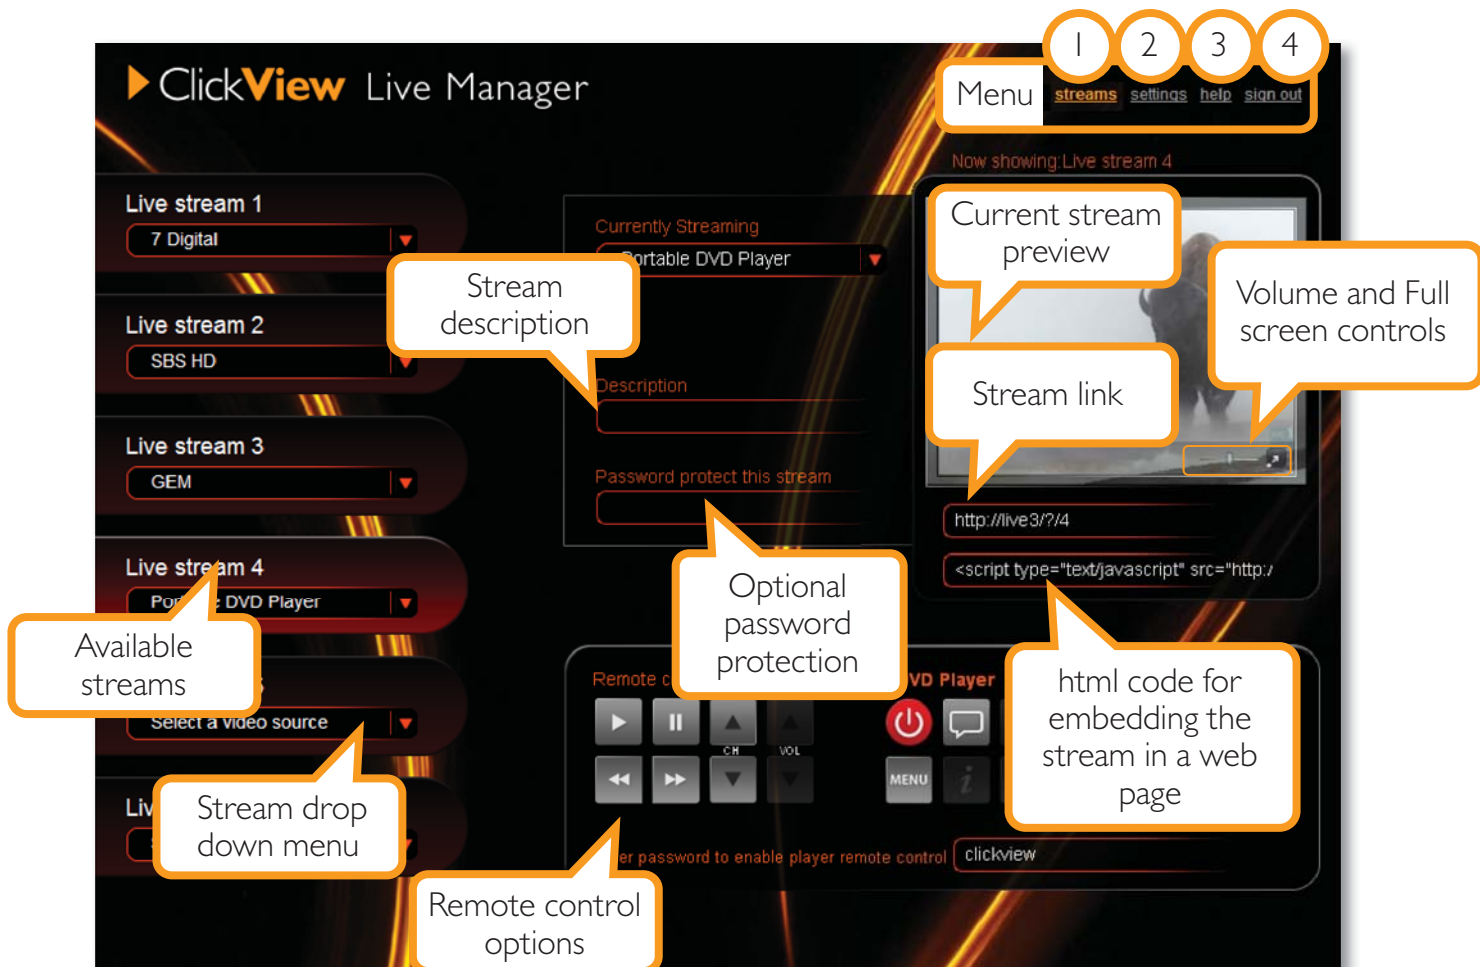 1 2 3 4
ClickView Live Manager
Menu streams settings help sign out
Now showing:Live stream 4
Live stream 1
7 Digital
Live stream 2
SBS HD
Live stream 3
GEM
Live stream 4
DVD Player
Available
streams
Select a video source
Stream drop
down menu
Currently Streaming
Portable DVD Player
Stream
description
Description
Password protect this stream
Optional
password
protection
Current stream
preview
Volume and Full
screen controls
Stream link
http://live3/?/4
<script type="text/javascript" src="http:/
html code for
embedding the
stream in a web
page
Remote
DVD Player
CH VOL
MENU i
password to enable player remote control clickview
Remote control
options